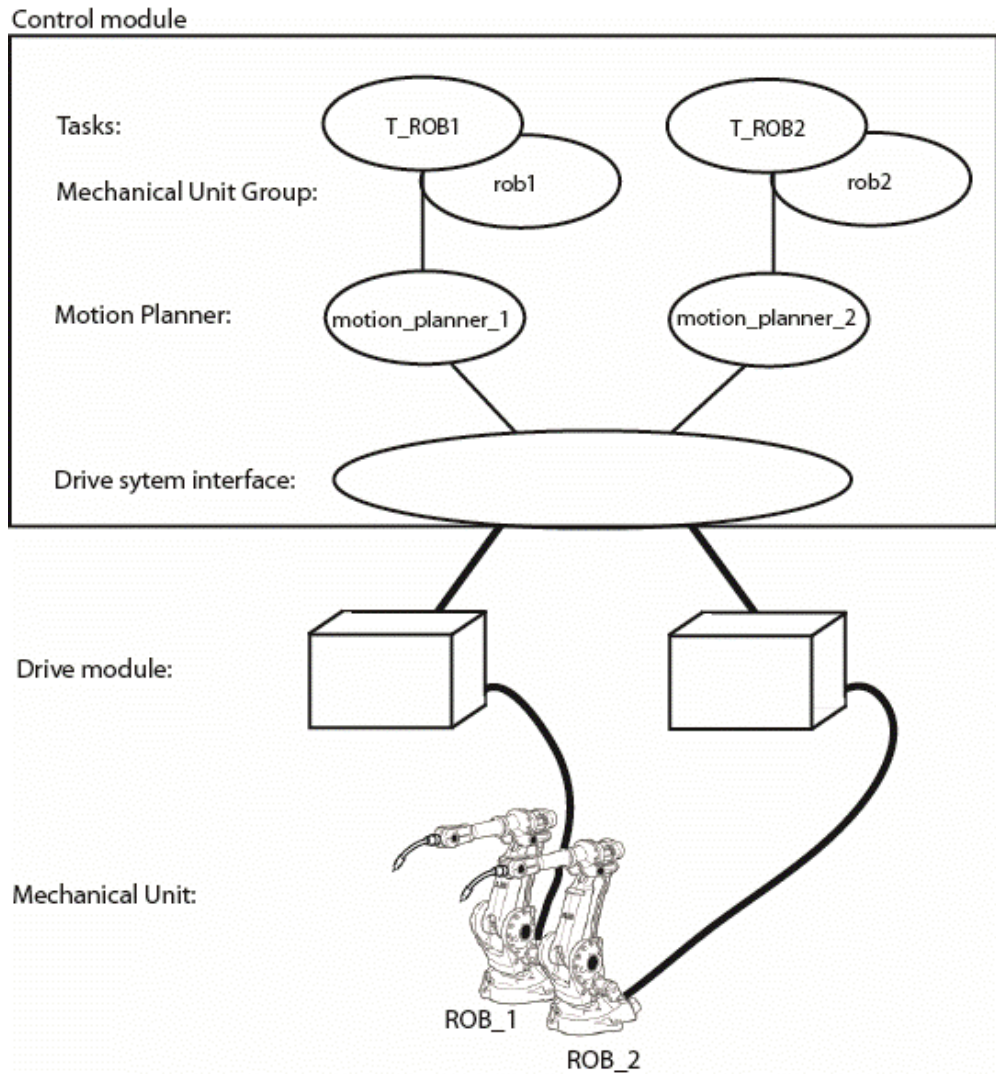 Control module
Tasks:
T_ROB1
T_ROB2
Mechanical Unit Group:
rob1
rob2
Motion Planner:
motion_planner_1
motion_planner_2
Drive sytem interface:
Drive module:
Mechanical Unit:
ROB_1
ROB_2